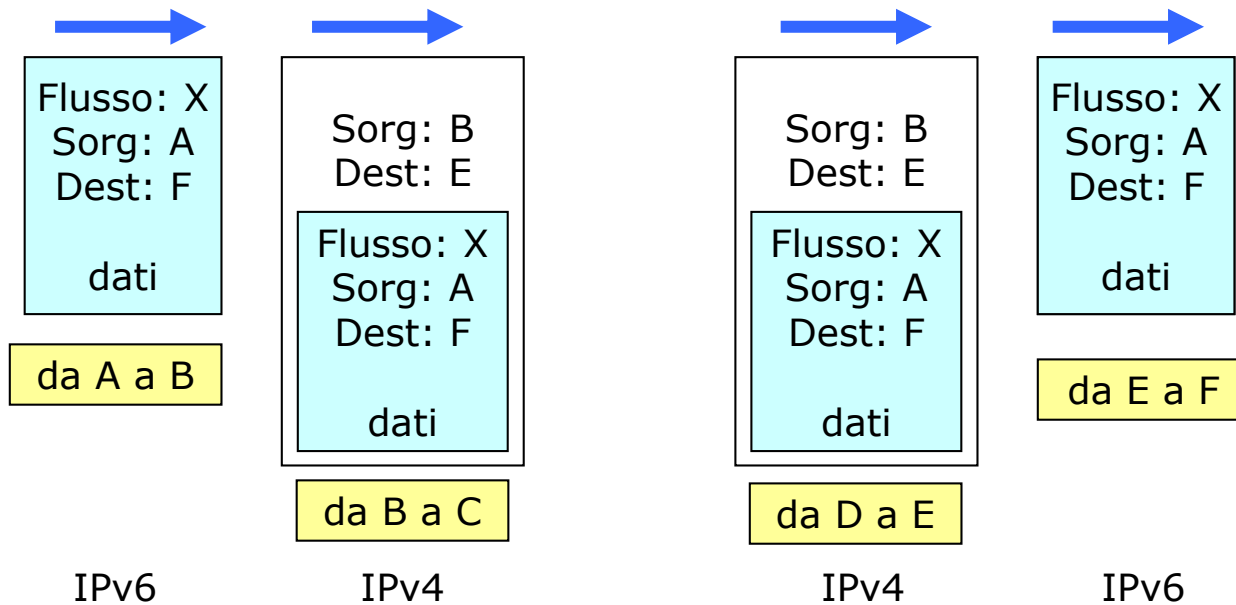 Flusso: X
Sorg: A
Dest: F
dati
da A a B
IPv6
Sorg: B
Dest: E
Flusso: X
Sorg: A
Dest: F
dati
da B a C
IPv4
Sorg: B
Dest: E
Flusso: X
Sorg: A
Dest: F
dati
da D a E
IPv4
Flusso: X
Sorg: A
Dest: F
dati
da E a F
IPv6